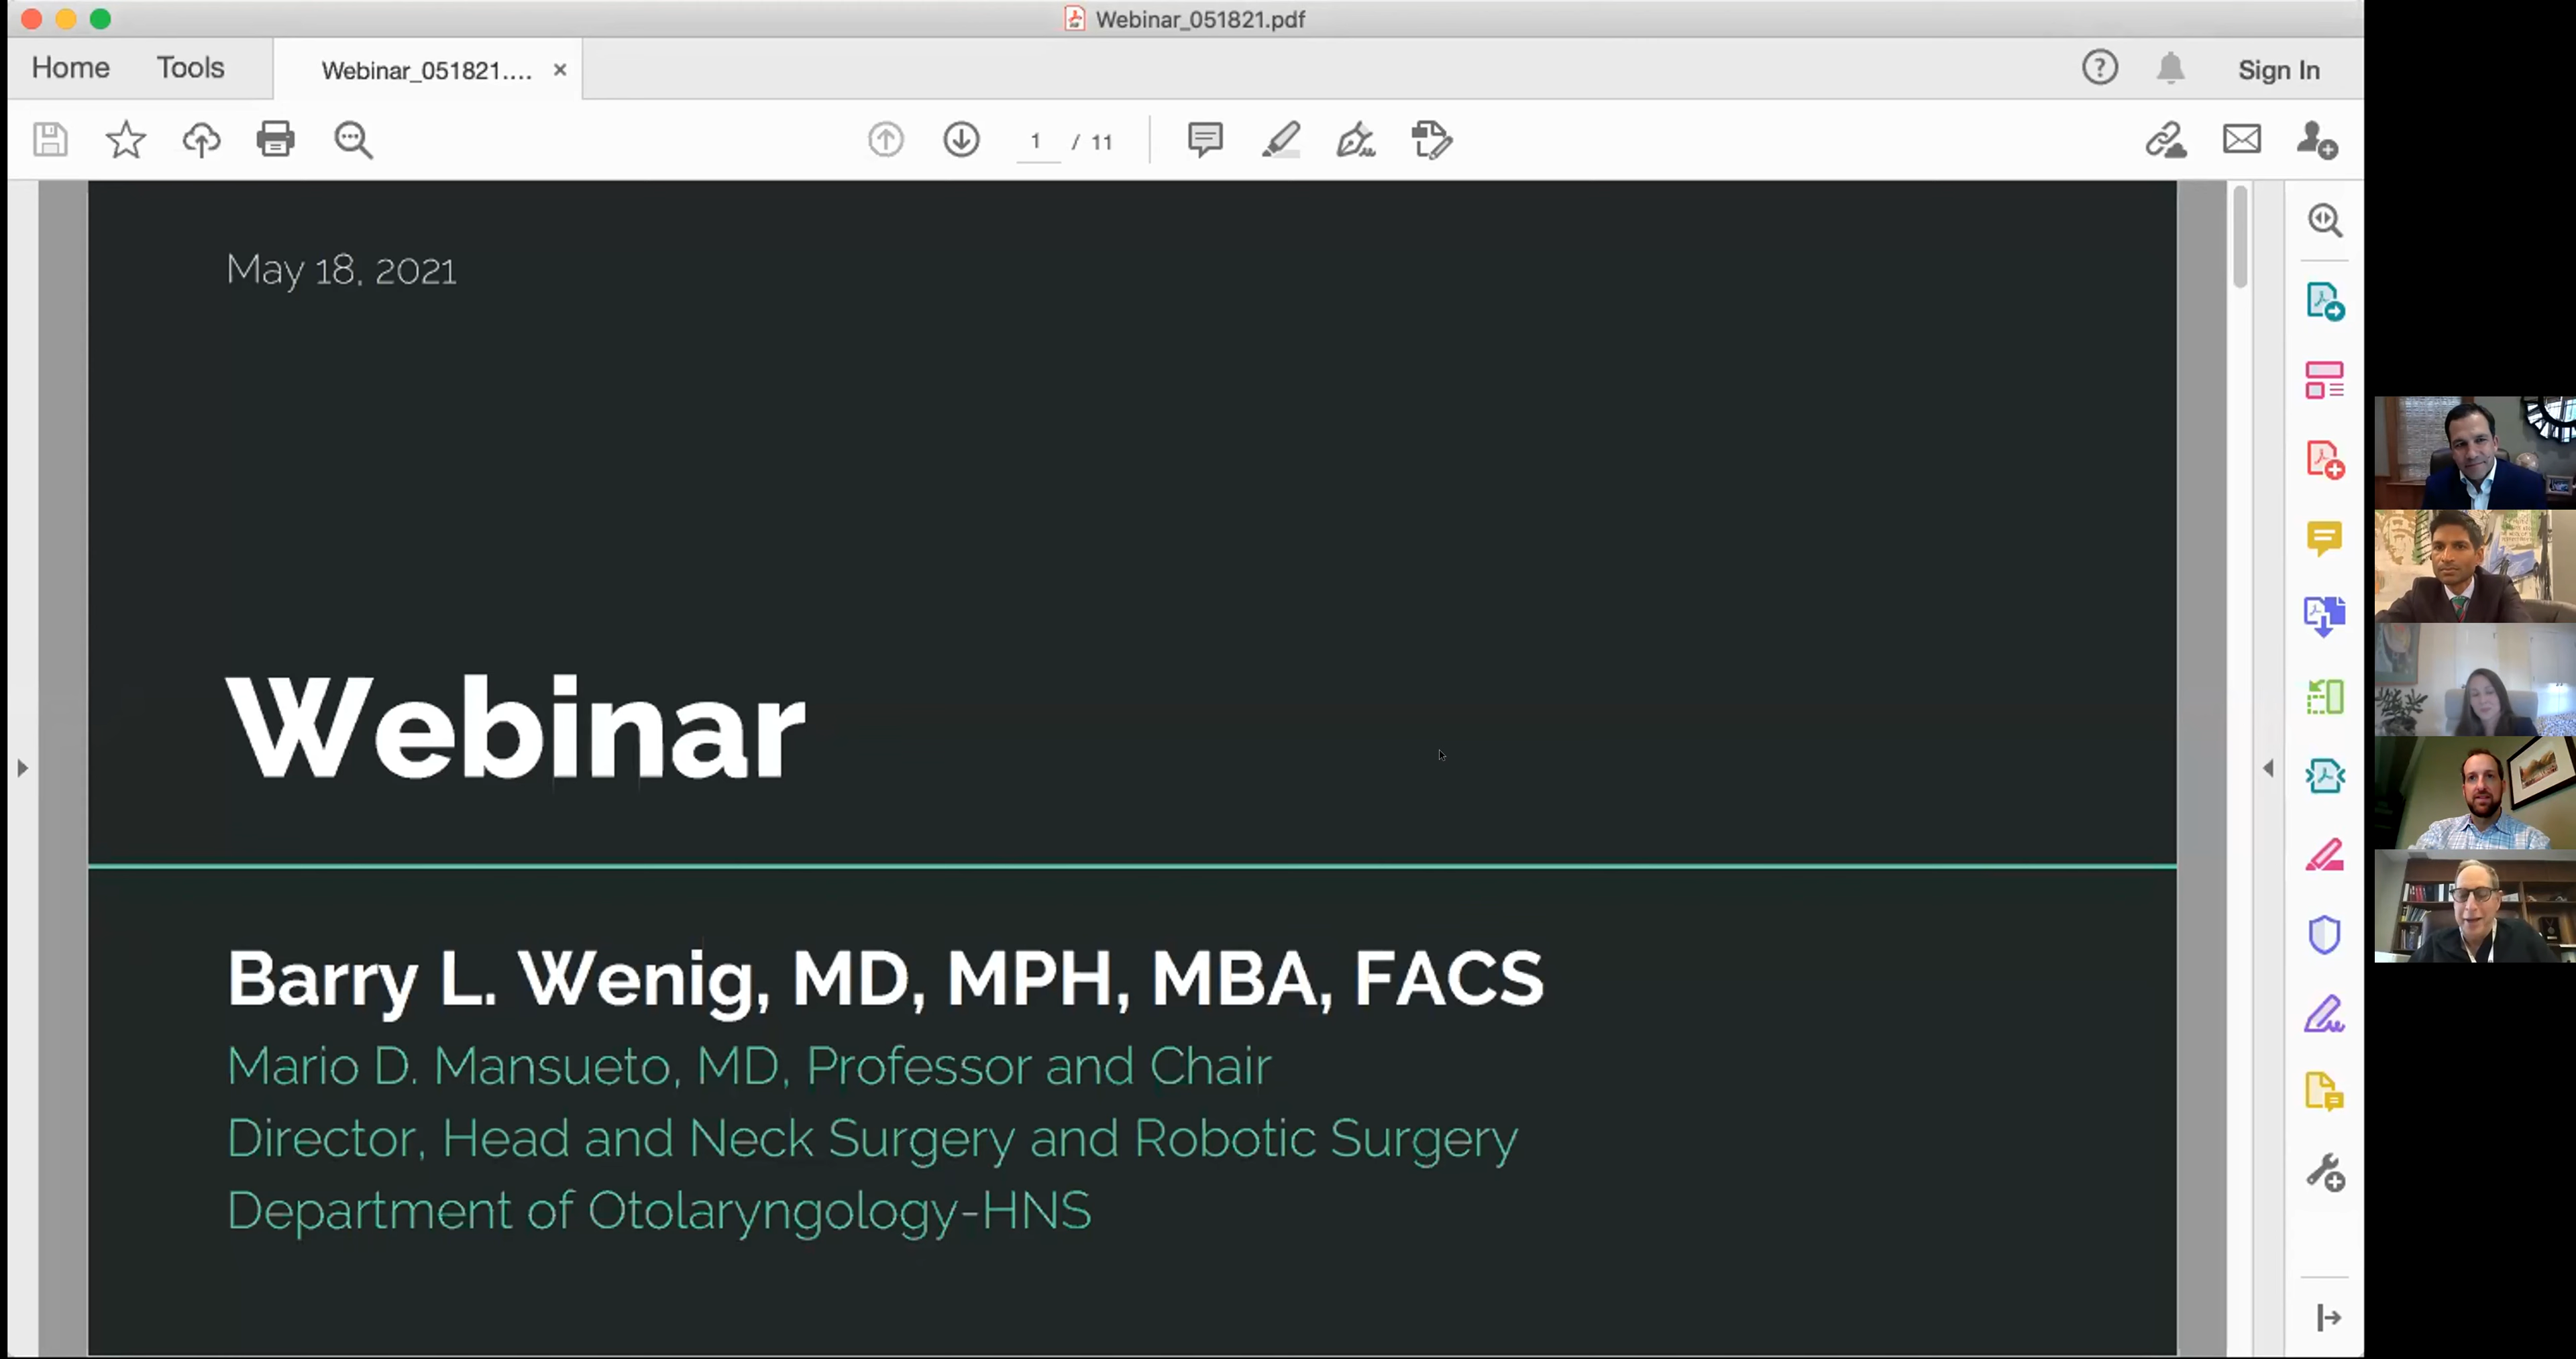 Webinar_051821.pdf
Home Tools Webinar_051821.... × Sign In
1 / 11
May 18, 2021
Webinar
Barry L. Wenig, MD, MPH, MBA, FACS
Mario D. Mansueto, MD, Professor and Chair
Director, Head and Neck Surgery and Robotic Surgery
Department of Otolaryngology-HNS